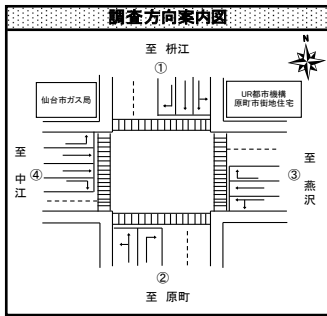 調査方向案内図
至 枡江
①
N
仙台市ガス局
UR都市機構
原町市街地住宅
至 中江
④
③
至 燕沢
②
至 原町